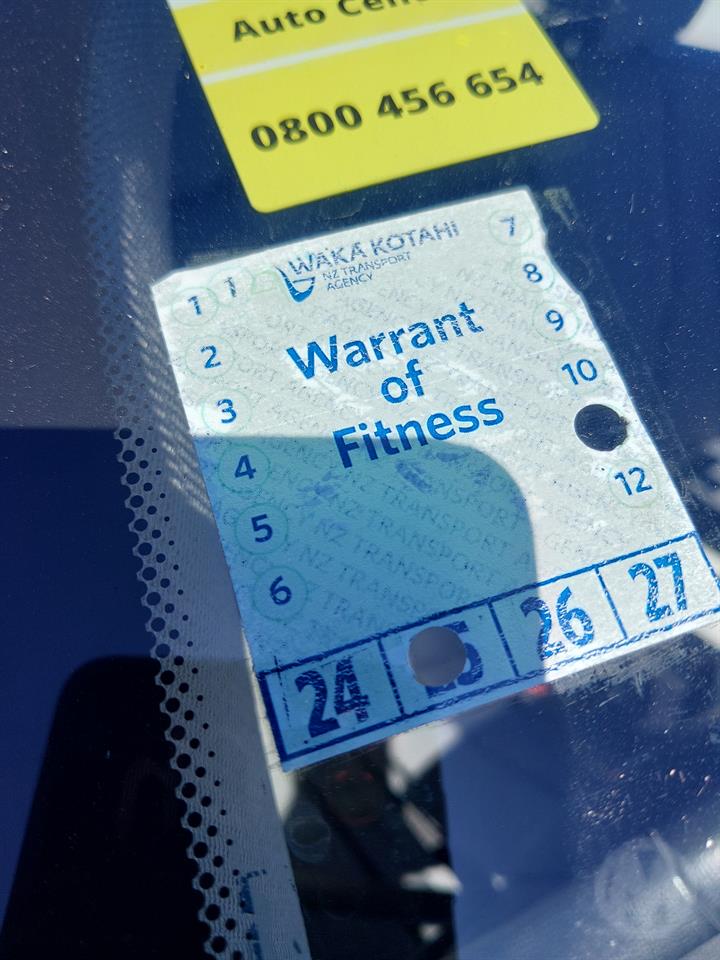 Auto
0800 456 654
WAKA KOTAHI
NZ TRANSPORT
AGENCY
Warrant
of
Fitness
1
2
3
4
5
6
7
8
9
10
12
24
26
27